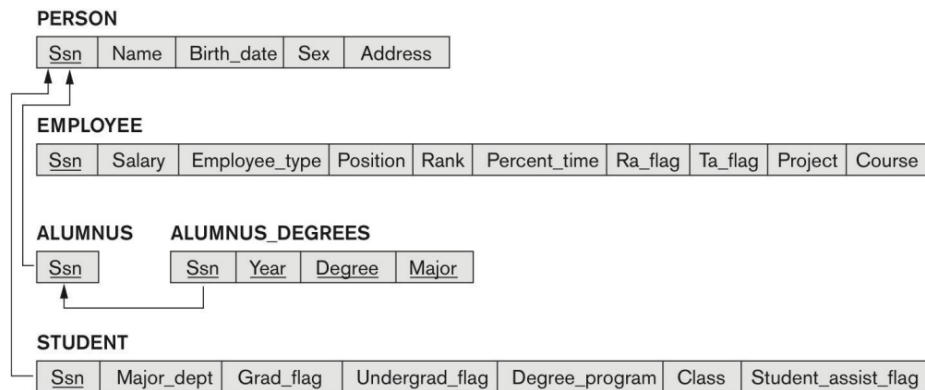 PERSON
Ssn Name Birth_date Sex Address
EMPLOYEE
Ssn Salary Employee_type Position Rank Percent_time Ra_flag Ta_flag Project Course
ALUMNUS ALUMNUS_DEGREES
Ssn Ssn Year Degree Major
STUDENT
Ssn Major_dept Grad_flag Undergrad_flag Degree_program Class Student_assist_flag